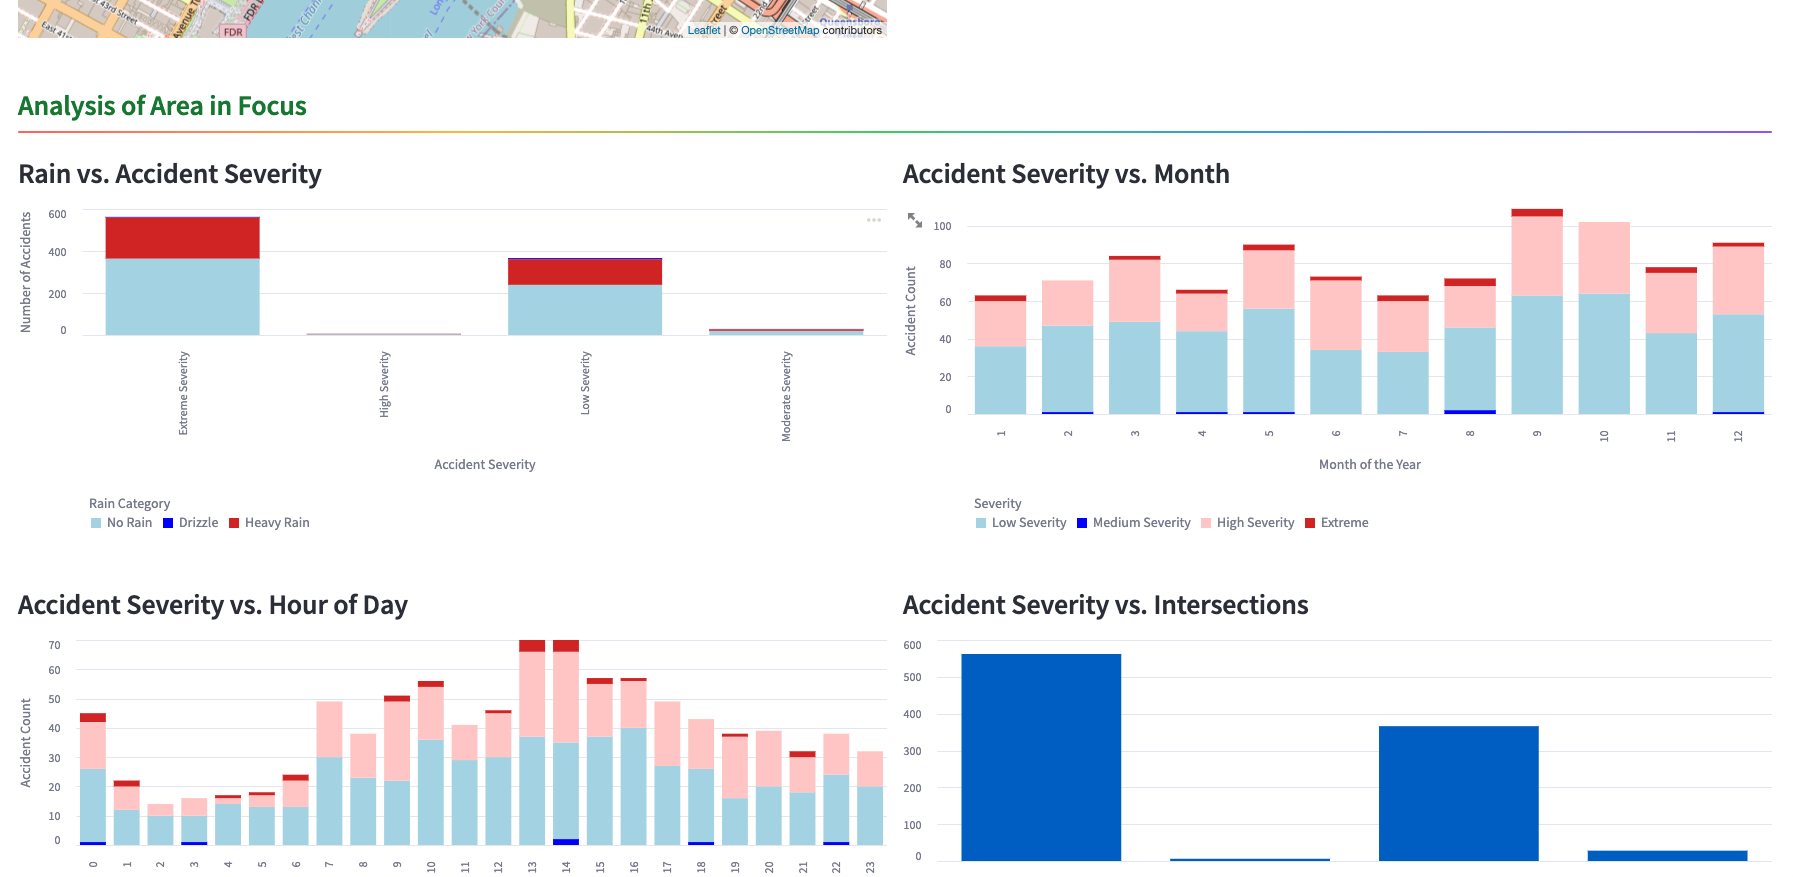 East 43rd Street
FDR D
FDR
11th
44th Aven
Street
Leaflet | © OpenStreetMap contributors
Analysis of Area in Focus
Rain vs. Accident Severity
Number of Accidents
600
400
200
0
Extreme Severity
High Severity
Low Severity
Moderate Severity
Accident Severity
Rain Category
No Rain
Drizzle
Heavy Rain
Accident Severity vs. Month
Accident Count
100
80
60
40
20
0
1
2
3
4
5
6
7
8
9
10
11
12
Month of the Year
Severity
Low Severity
Medium Severity
High Severity
Extreme
Accident Severity vs. Hour of Day
Accident Count
70
60
50
40
30
20
10
0
0
1
2
3
4
5
6
7
8
9
10
11
12
13
14
15
16
17
18
19
20
21
22
23
Accident Severity vs. Intersections
600
500
400
300
200
100
0